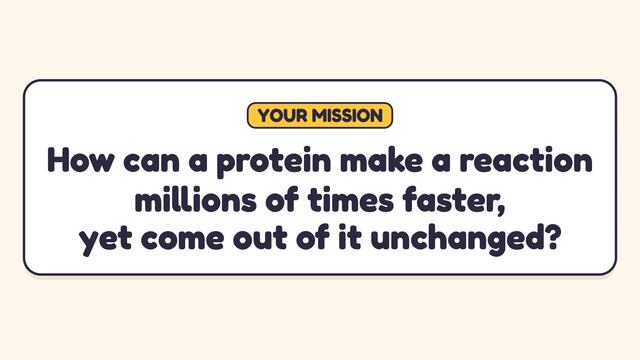 YOUR MISSION
How can a protein make a reaction
millions of times faster,
yet come out of it unchanged?